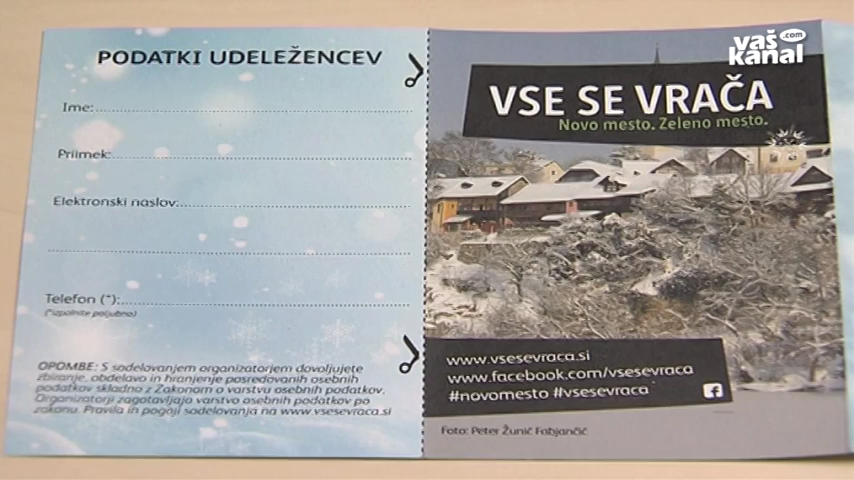 PODATKI UDELEŽENCEV
Ime:
Priimek:
Elektronski naslov:
Telefon (*):
(*izpolnite poljubno)
OPOMBE: S sodelovanjem organizatorjem dovoljujete
zbiranje, obdelavo in hranjenje posredovanih osebnih
podatkov skladno z Zakonom o varstvu osebnih podatkov.
Organizatorji zagotavljajo varstvo osebnih podatkov po
zakonu. Pravila in pogoji sodelovanja na www.vsesevraca.si
vaš
kanal
.com
VSE SE VRAČA
Novo mesto. Zeleno mesto.
www.vsesevraca.si
www.facebook.com/vsesevraca
#novomesto #vsesevraca
Foto: Peter Žunič Fabjančič